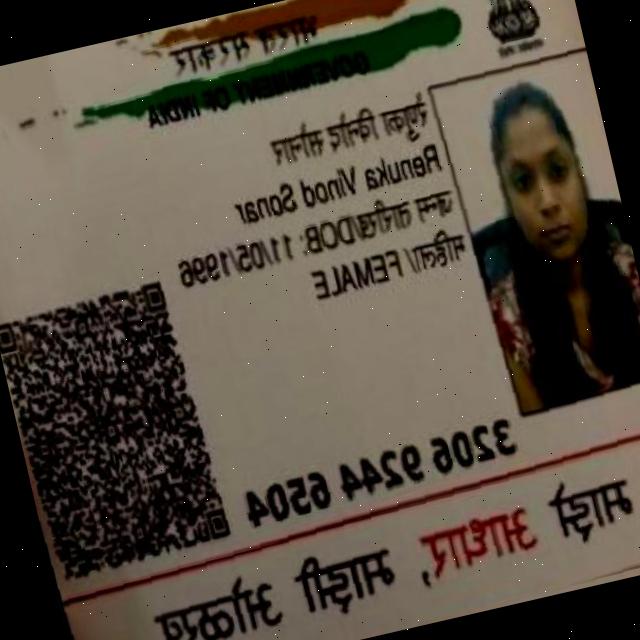 भारत सरकार
GOVERNMENT OF INDIA
रेणुका विनोद सोनार
Renuka Vinod Sonar
जन्म तारीख/DOB: 11/05/1996
महिला/ FEMALE
3206 9244 6504
माझे आधार, माझी ओळख